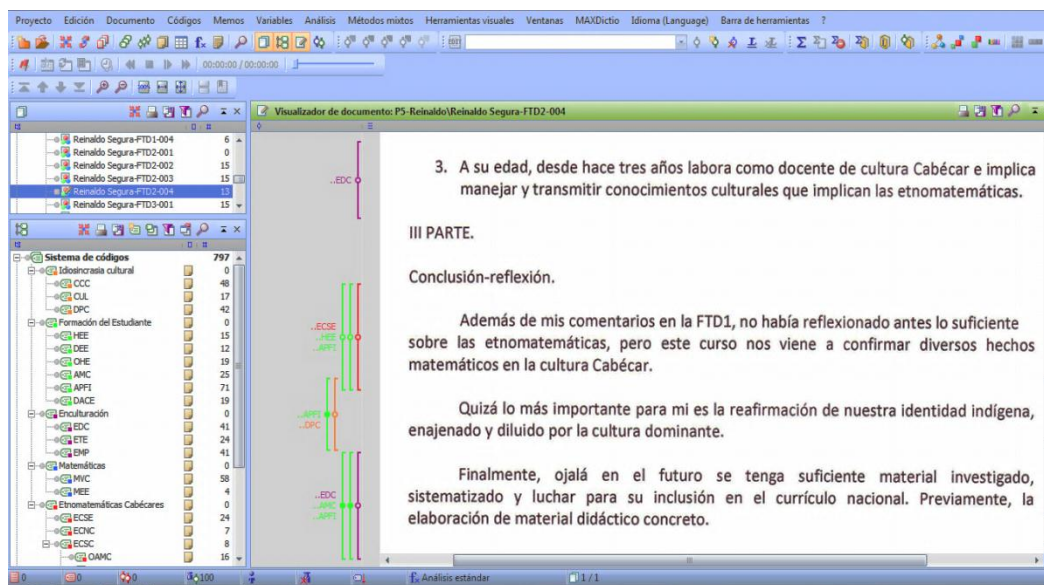 Proyecto Edición Documento Códigos Memos Variables Análisis Métodos mixtos Herramientas visuales Ventanas MAXDictio Idioma (Language) Barra de herramientas ?
00:00:00 / 00:00:00
Visualizador de documento: P5-Reinaldo\Reinaldo Segura-FTD2-004
Reinaldo Segura-FTD1-004 6
Reinaldo Segura-FTD2-001 0
Reinaldo Segura-FTD2-002 15
Reinaldo Segura-FTD2-003 15
Reinaldo Segura-FTD2-004 13
Reinaldo Segura-FTD3-001 15
Sistema de códigos 797
Idiosincrasia cultural 0
CCC 48
CUL 17
DPC 42
Formación del Estudiante 0
HEE 15
DEE 12
OHE 19
AMC 25
APFI 71
DACE 19
Enculturación 0
EDC 41
ETE 24
EMP 41
Matemáticas 0
MVC 58
MEE 4
Etnomatemáticas Cabécares 0
ECSE 24
ECNC 7
ECSC 8
OAMC 16
..EDC
..ECSE
..HEE
..APFI
..APFI
..DPC
..EDC
..AMC
..APFI
3. A su edad, desde hace tres años labora como docente de cultura Cabécar e implica
manejar y transmitir conocimientos culturales que implican las etnomatemáticas.
III PARTE.
Conclusión-reflexión.
Además de mis comentarios en la FTD1, no había reflexionado antes lo suficiente
sobre las etnomatemáticas, pero este curso nos viene a confirmar diversos hechos
matemáticos en la cultura Cabécar.
Quizá lo más importante para mi es la reafirmación de nuestra identidad indígena,
enajenado y diluido por la cultura dominante.
Finalmente, ojalá en el futuro se tenga suficiente material investigado,
sistematizado y luchar para su inclusión en el currículo nacional. Previamente, la
elaboración de material didáctico concreto.
0 0 0 100 Análisis estándar 1 / 1